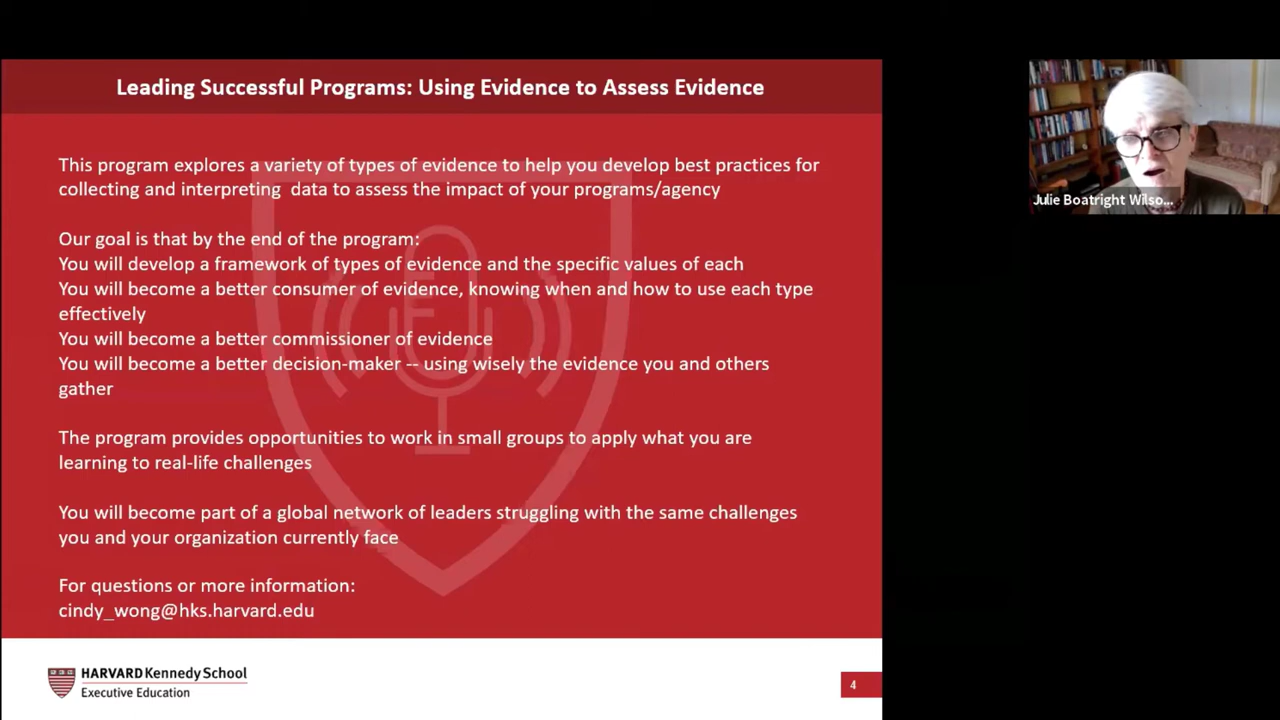 Leading Successful Programs: Using Evidence to Assess Evidence
This program explores a variety of types of evidence to help you develop best practices for
collecting and interpreting data to assess the impact of your programs/agency
Our goal is that by the end of the program:
You will develop a framework of types of evidence and the specific values of each
You will become a better consumer of evidence, knowing when and how to use each type
effectively
You will become a better commissioner of evidence
You will become a better decision-maker -- using wisely the evidence you and others
gather
The program provides opportunities to work in small groups to apply what you are
learning to real-life challenges
You will become part of a global network of leaders struggling with the same challenges
you and your organization currently face
For questions or more information:
cindy_wong@hks.harvard.edu
HARVARD Kennedy School
Executive Education
4
Julie Boatright Wilso...